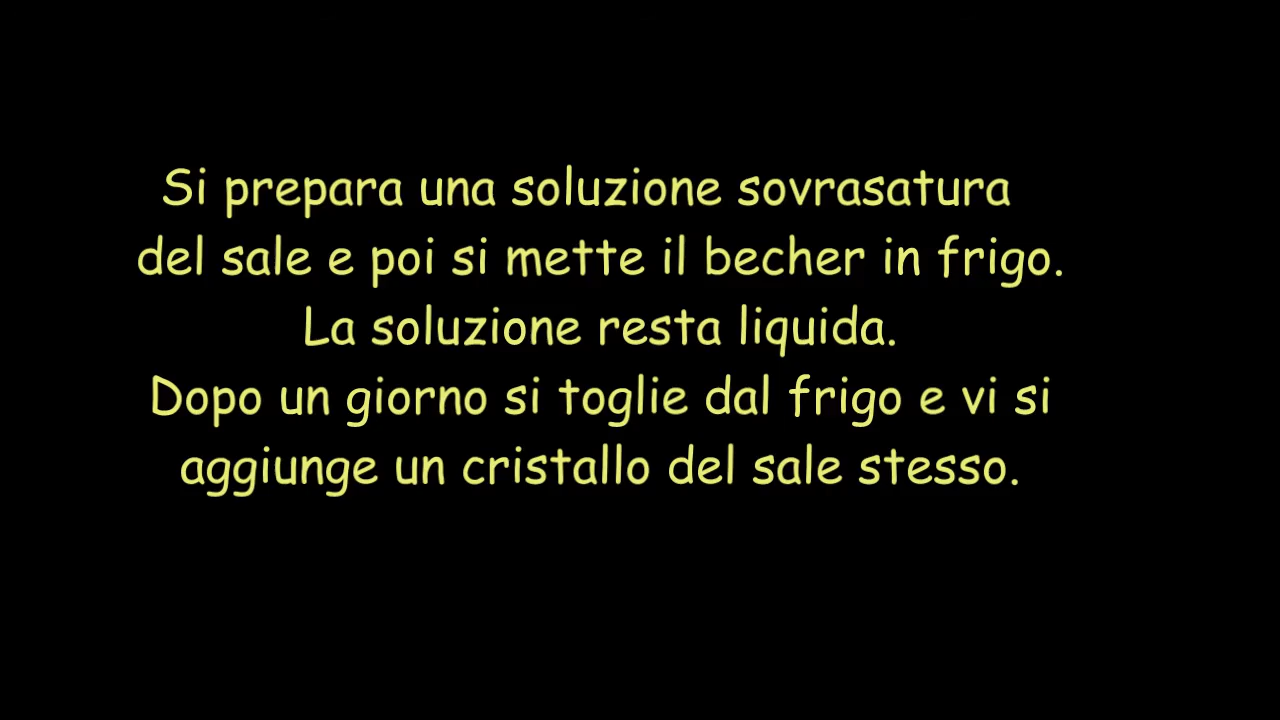 Si prepara una soluzione sovrasatura
del sale e poi si mette il becher in frigo.
La soluzione resta liquida.
Dopo un giorno si toglie dal frigo e vi si
aggiunge un cristallo del sale stesso.